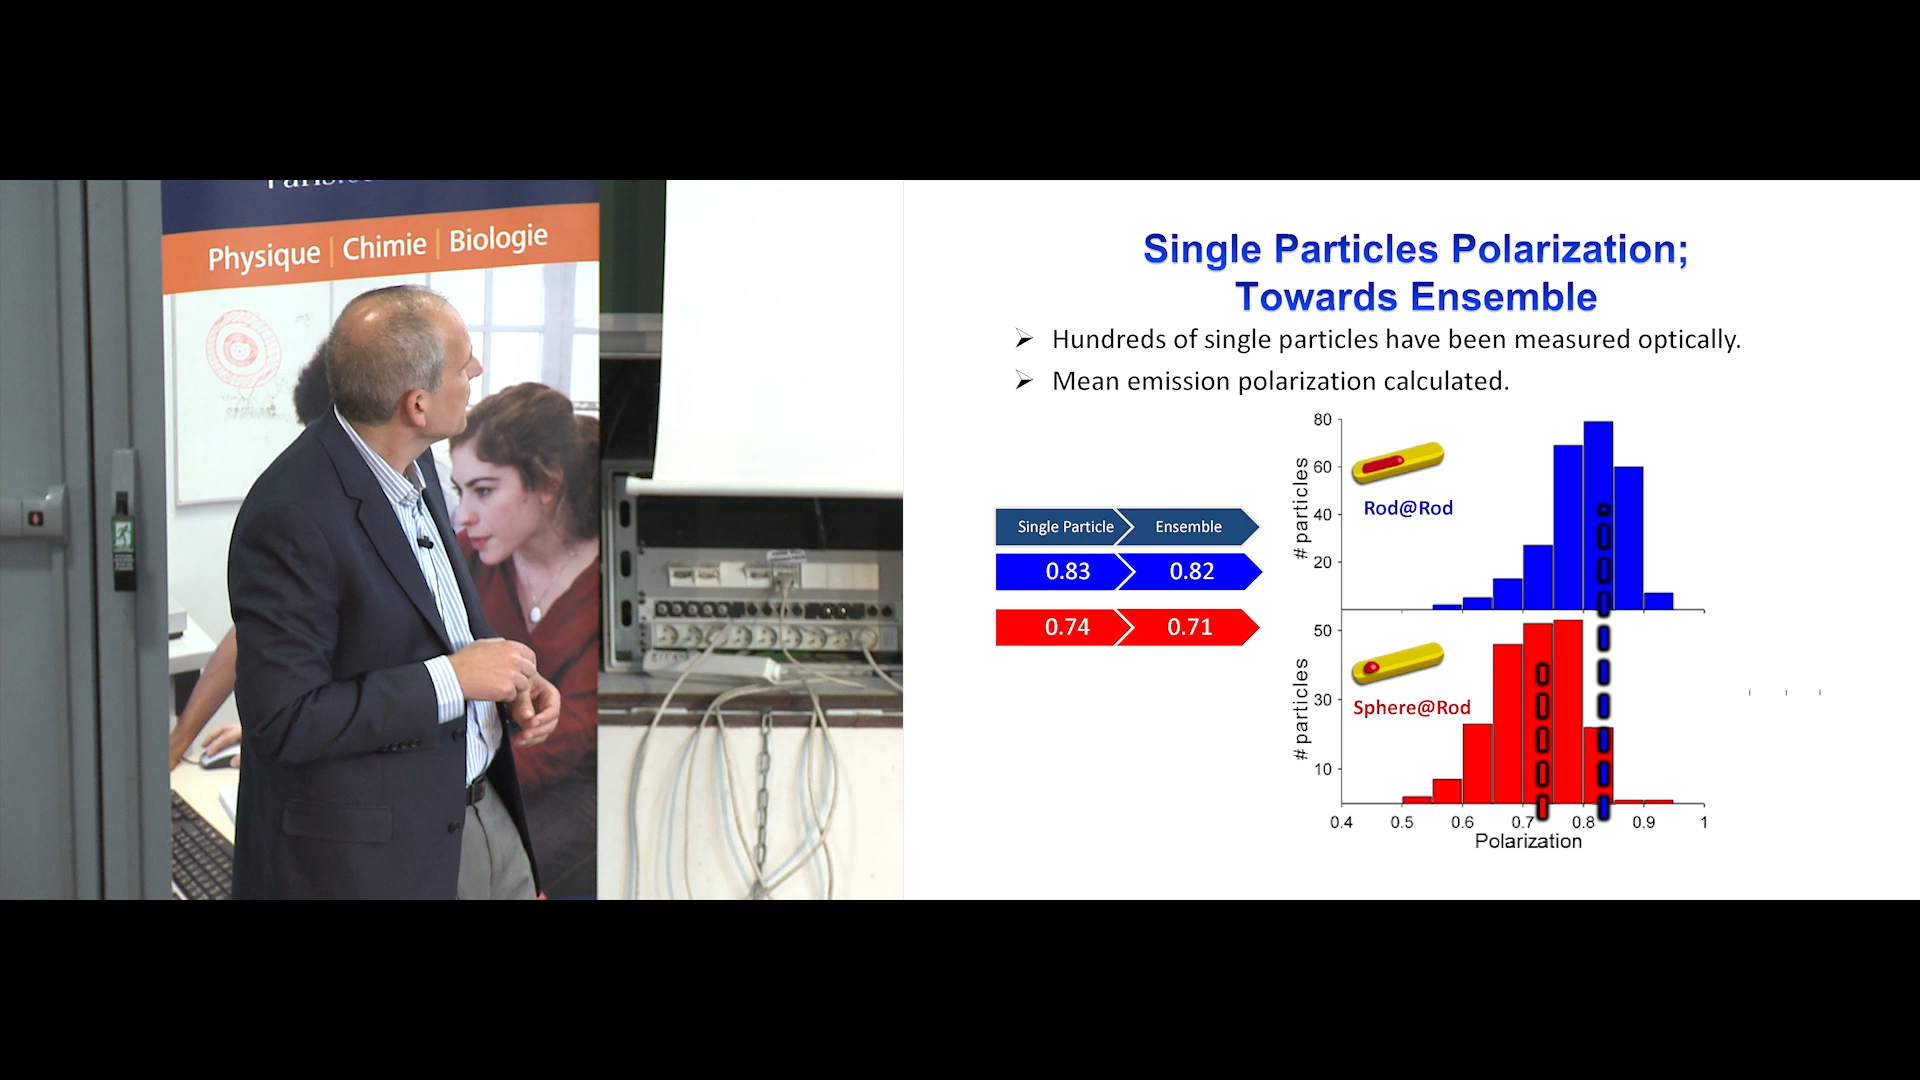 Physique | Chimie | Biologie
Single Particles Polarization;
Towards Ensemble
➢ Hundreds of single particles have been measured optically.
➢ Mean emission polarization calculated.
Single Particle Ensemble
0.83 0.82
0.74 0.71
80
60
40
20
# particles
Rod@Rod
50
30
10
# particles
Sphere@Rod
0.4 0.5 0.6 0.7 0.8 0.9 1
Polarization